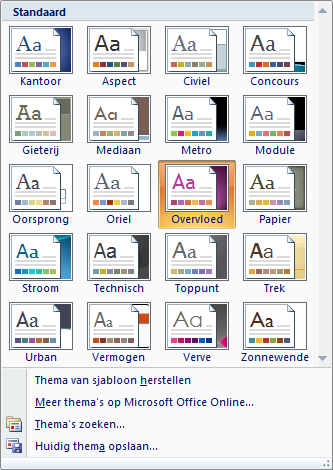 Standaard
Aa Aa Aa Aa
Kantoor Aspect Civiel Concours
Aa Aa Aa Aa
Gieterij Mediaan Metro Module
Aa Aa Aa Aa
Oorsprong Oriel Overvloed Papier
Aa Aa Aa Aa
Stroom Technisch Toppunt Trek
Aa Aa Aa Aa
Urban Vermogen Verve Zonnewende
Thema van sjabloon herstellen
Meer thema's op Microsoft Office Online...
Thema's zoeken...
Huidig thema opslaan...